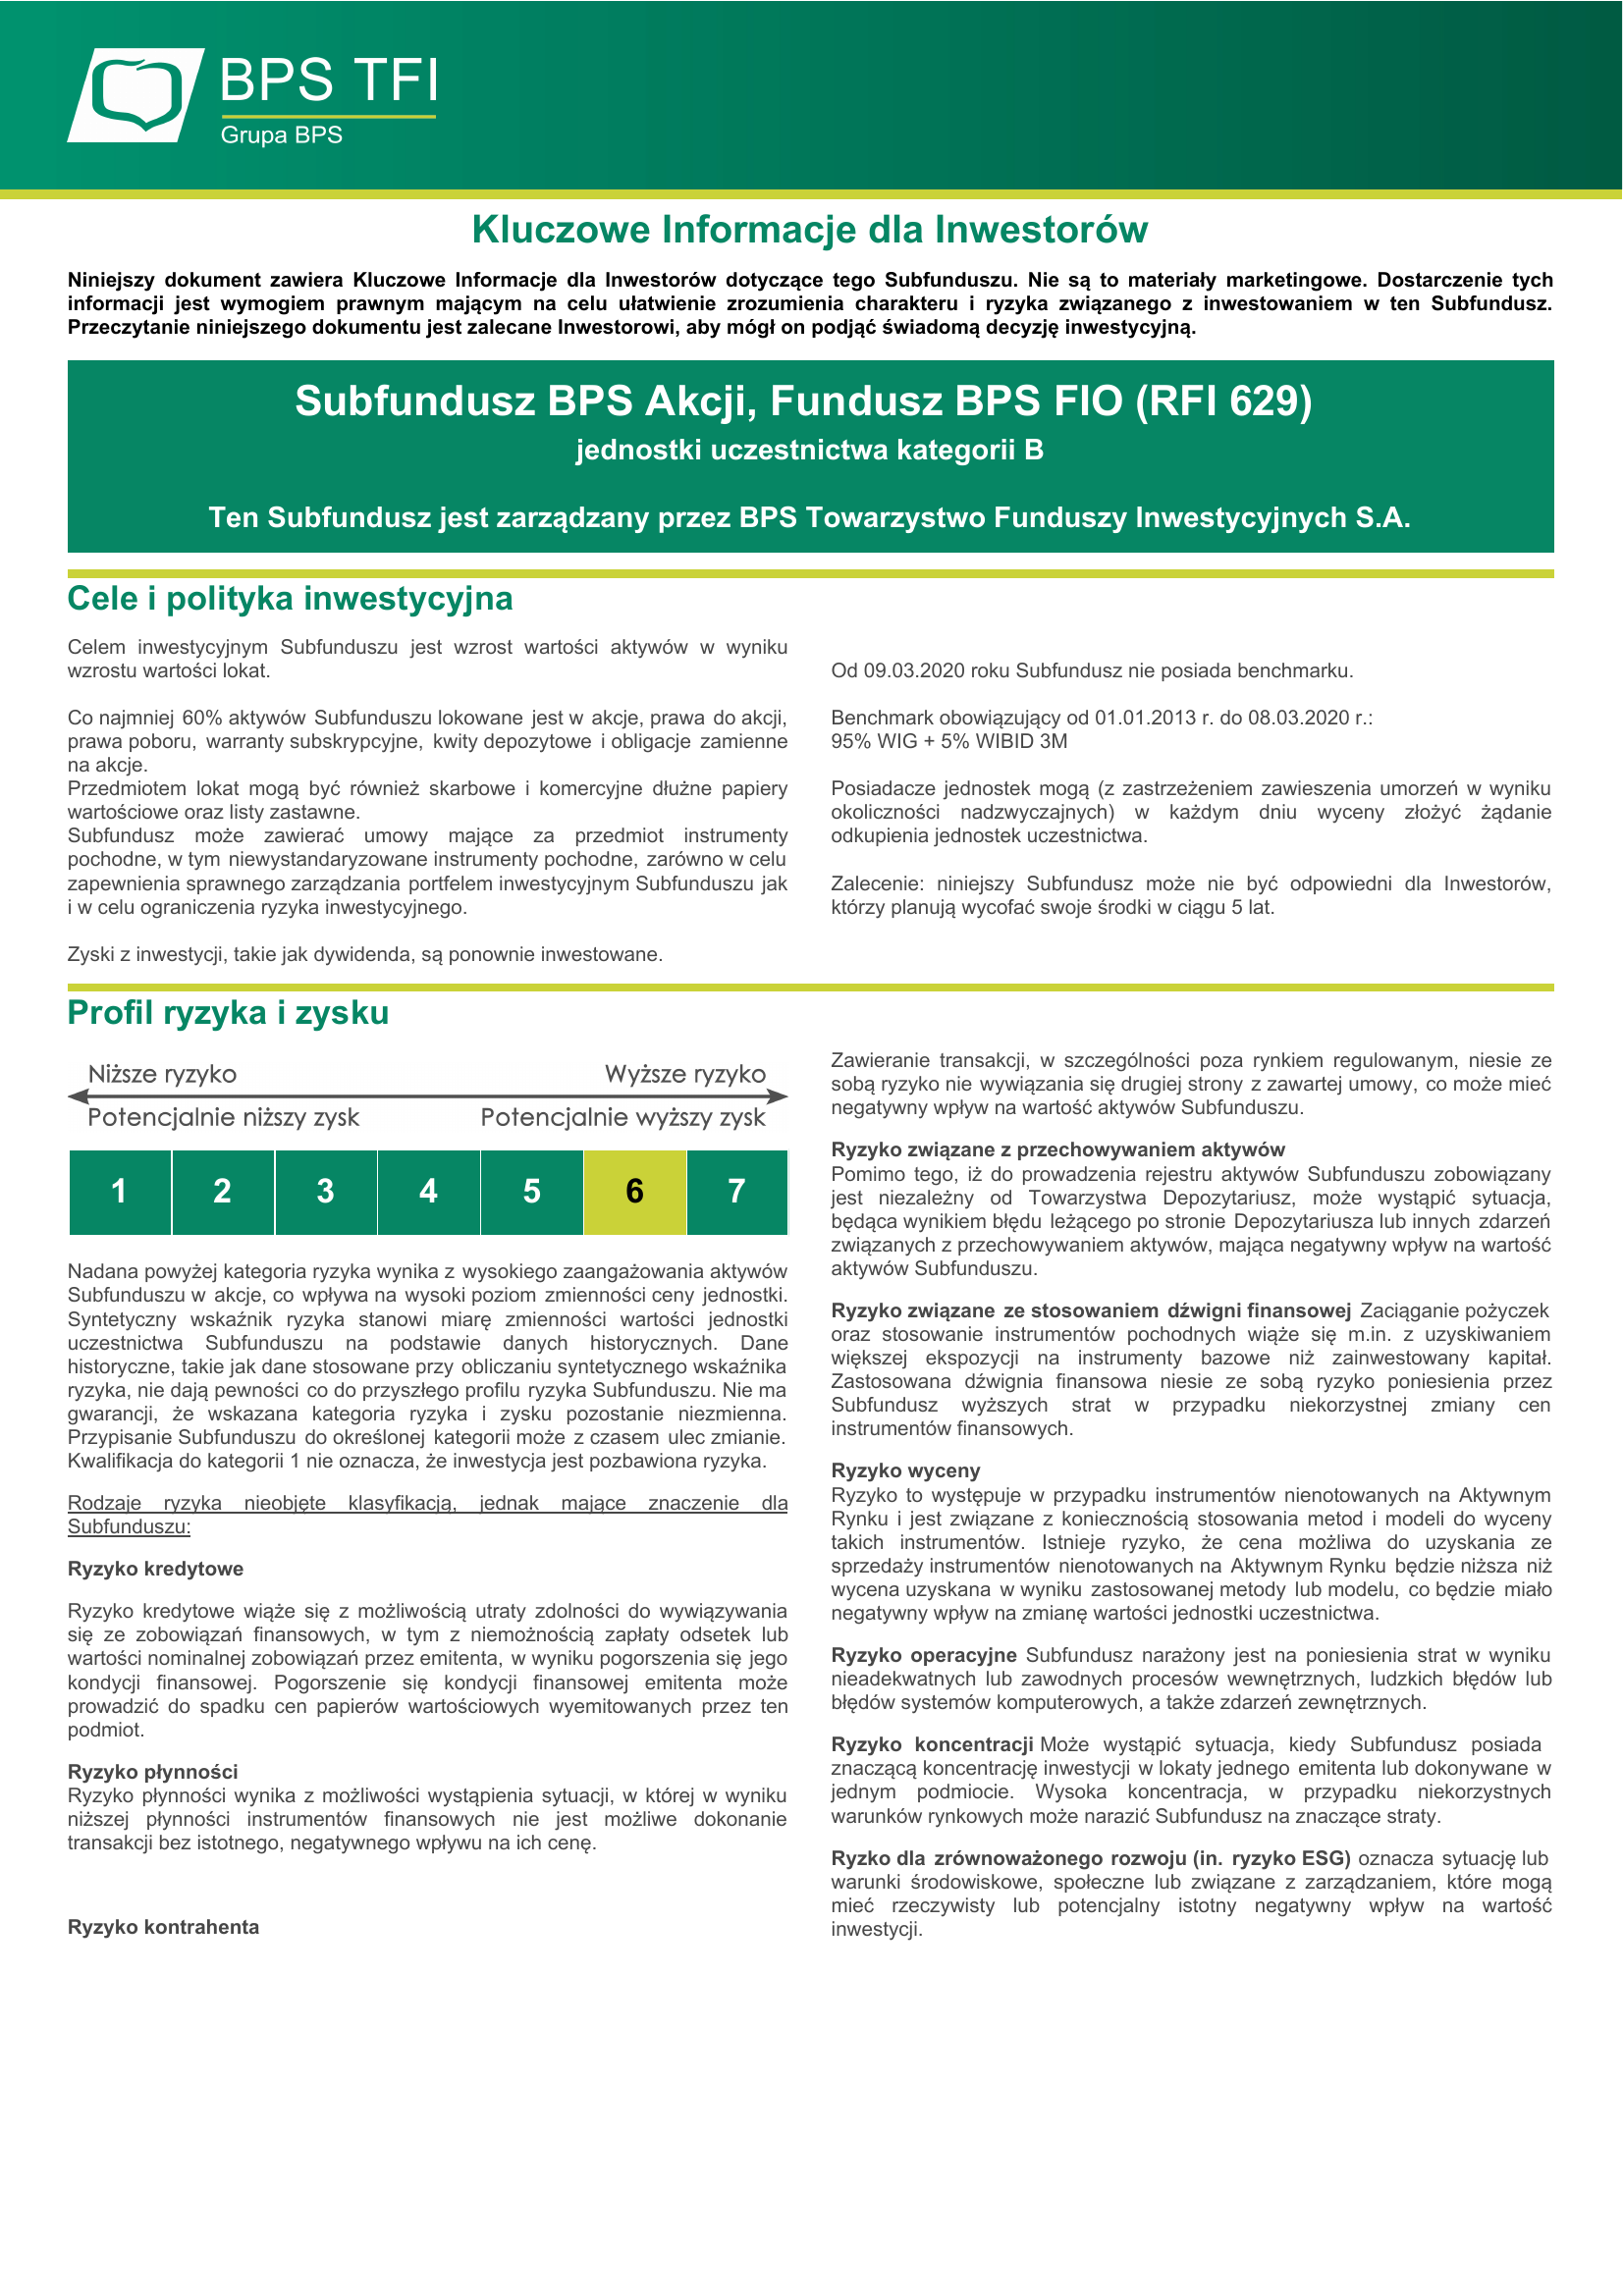 BPS TFI
Grupa BPS
Kluczowe Informacje dla Inwestorów
Niniejszy dokument zawiera Kluczowe Informacje dla Inwestorów dotyczące tego Subfunduszu. Nie są to materiały marketingowe. Dostarczenie tych
informacji jest wymogiem prawnym mającym na celu ułatwienie zrozumienia charakteru i ryzyka związanego z inwestowaniem w ten Subfundusz.
Przeczytanie niniejszego dokumentu jest zalecane Inwestorowi, aby mógł on podjąć świadomą decyzję inwestycyjną.
Subfundusz BPS Akcji, Fundusz BPS FIO (RFI 629)
jednostki uczestnictwa kategorii B
Ten Subfundusz jest zarządzany przez BPS Towarzystwo Funduszy Inwestycyjnych S.A.
Cele i polityka inwestycyjna
Celem inwestycyjnym Subfunduszu jest wzrost wartości aktywów w wyniku
wzrostu wartości lokat.
Co najmniej 60% aktywów Subfunduszu lokowane jest w akcje, prawa do akcji,
prawa poboru, warranty subskrypcyjne, kwity depozytowe i obligacje zamienne
na akcje.
Przedmiotem lokat mogą być również skarbowe i komercyjne dłużne papiery
wartościowe oraz listy zastawne.
Subfundusz może zawierać umowy mające za przedmiot instrumenty
pochodne, w tym niewystandaryzowane instrumenty pochodne, zarówno w celu
zapewnienia sprawnego zarządzania portfelem inwestycyjnym Subfunduszu jak
i w celu ograniczenia ryzyka inwestycyjnego.
Zyski z inwestycji, takie jak dywidenda, są ponownie inwestowane.
Od 09.03.2020 roku Subfundusz nie posiada benchmarku.
Benchmark obowiązujący od 01.01.2013 r. do 08.03.2020 r.:
95% WIG + 5% WIBID 3M
Posiadacze jednostek mogą (z zastrzeżeniem zawieszenia umorzeń w wyniku
okoliczności nadzwyczajnych) w każdym dniu wyceny złożyć żądanie
odkupienia jednostek uczestnictwa.
Zalecenie: niniejszy Subfundusz może nie być odpowiedni dla Inwestorów,
którzy planują wycofać swoje środki w ciągu 5 lat.
Profil ryzyka i zysku
Niższe ryzyko Wyższe ryzyko
Potencjalnie niższy zysk Potencjalnie wyższy zysk
1 2 3 4 5 6 7
Nadana powyżej kategoria ryzyka wynika z wysokiego zaangażowania aktywów
Subfunduszu w akcje, co wpływa na wysoki poziom zmienności ceny jednostki.
Syntetyczny wskaźnik ryzyka stanowi miarę zmienności wartości jednostki
uczestnictwa Subfunduszu na podstawie danych historycznych. Dane
historyczne, takie jak dane stosowane przy obliczaniu syntetycznego wskaźnika
ryzyka, nie dają pewności co do przyszłego profilu ryzyka Subfunduszu. Nie ma
gwarancji, że wskazana kategoria ryzyka i zysku pozostanie niezmienna.
Przypisanie Subfunduszu do określonej kategorii może z czasem ulec zmianie.
Kwalifikacja do kategorii 1 nie oznacza, że inwestycja jest pozbawiona ryzyka.
Rodzaje ryzyka nieobjęte klasyfikacją, jednak mające znaczenie dla
Subfunduszu:
Ryzyko kredytowe
Ryzyko kredytowe wiąże się z możliwością utraty zdolności do wywiązywania
się ze zobowiązań finansowych, w tym z niemożnością zapłaty odsetek lub
wartości nominalnej zobowiązań przez emitenta, w wyniku pogorszenia się jego
kondycji finansowej. Pogorszenie się kondycji finansowej emitenta może
prowadzić do spadku cen papierów wartościowych wyemitowanych przez ten
podmiot.
Ryzyko płynności
Ryzyko płynności wynika z możliwości wystąpienia sytuacji, w której w wyniku
niższej płynności instrumentów finansowych nie jest możliwe dokonanie
transakcji bez istotnego, negatywnego wpływu na ich cenę.
Ryzyko kontrahenta
Zawieranie transakcji, w szczególności poza rynkiem regulowanym, niesie ze
sobą ryzyko nie wywiązania się drugiej strony z zawartej umowy, co może mieć
negatywny wpływ na wartość aktywów Subfunduszu.
Ryzyko związane z przechowywaniem aktywów
Pomimo tego, iż do prowadzenia rejestru aktywów Subfunduszu zobowiązany
jest niezależny od Towarzystwa Depozytariusz, może wystąpić sytuacja,
będąca wynikiem błędu leżącego po stronie Depozytariusza lub innych zdarzeń
związanych z przechowywaniem aktywów, mająca negatywny wpływ na wartość
aktywów Subfunduszu.
Ryzyko związane ze stosowaniem dźwigni finansowej Zaciąganie pożyczek
oraz stosowanie instrumentów pochodnych wiąże się m.in. z uzyskiwaniem
większej ekspozycji na instrumenty bazowe niż zainwestowany kapitał.
Zastosowana dźwignia finansowa niesie ze sobą ryzyko poniesienia przez
Subfundusz wyższych strat w przypadku niekorzystnej zmiany cen
instrumentów finansowych.
Ryzyko wyceny
Ryzyko to występuje w przypadku instrumentów nienotowanych na Aktywnym
Rynku i jest związane z koniecznością stosowania metod i modeli do wyceny
takich instrumentów. Istnieje ryzyko, że cena możliwa do uzyskania ze
sprzedaży instrumentów nienotowanych na Aktywnym Rynku będzie niższa niż
wycena uzyskana w wyniku zastosowanej metody lub modelu, co będzie miało
negatywny wpływ na zmianę wartości jednostki uczestnictwa.
Ryzyko operacyjne Subfundusz narażony jest na poniesienia strat w wyniku
nieadekwatnych lub zawodnych procesów wewnętrznych, ludzkich błędów lub
błędów systemów komputerowych, a także zdarzeń zewnętrznych.
Ryzyko koncentracji Może wystąpić sytuacja, kiedy Subfundusz posiada
znaczącą koncentrację inwestycji w lokaty jednego emitenta lub dokonywane w
jednym podmiocie. Wysoka koncentracja, w przypadku niekorzystnych
warunków rynkowych może narazić Subfundusz na znaczące straty.
Ryzko dla zrównoważonego rozwoju (in. ryzyko ESG) oznacza sytuację lub
warunki środowiskowe, społeczne lub związane z zarządzaniem, które mogą
mieć rzeczywisty lub potencjalny istotny negatywny wpływ na wartość
inwestycji.